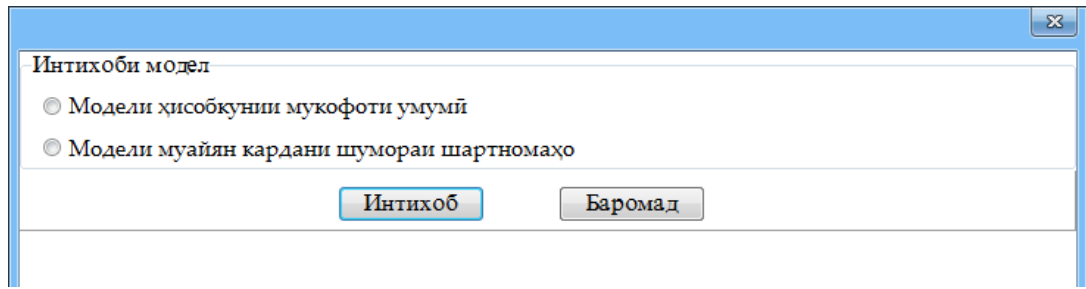 Интихоби модел
Модели ҳисобкунии мукофоти умумӣ
Модели муайян кардани шумораи шартномаҳо
Интихоб Баромад